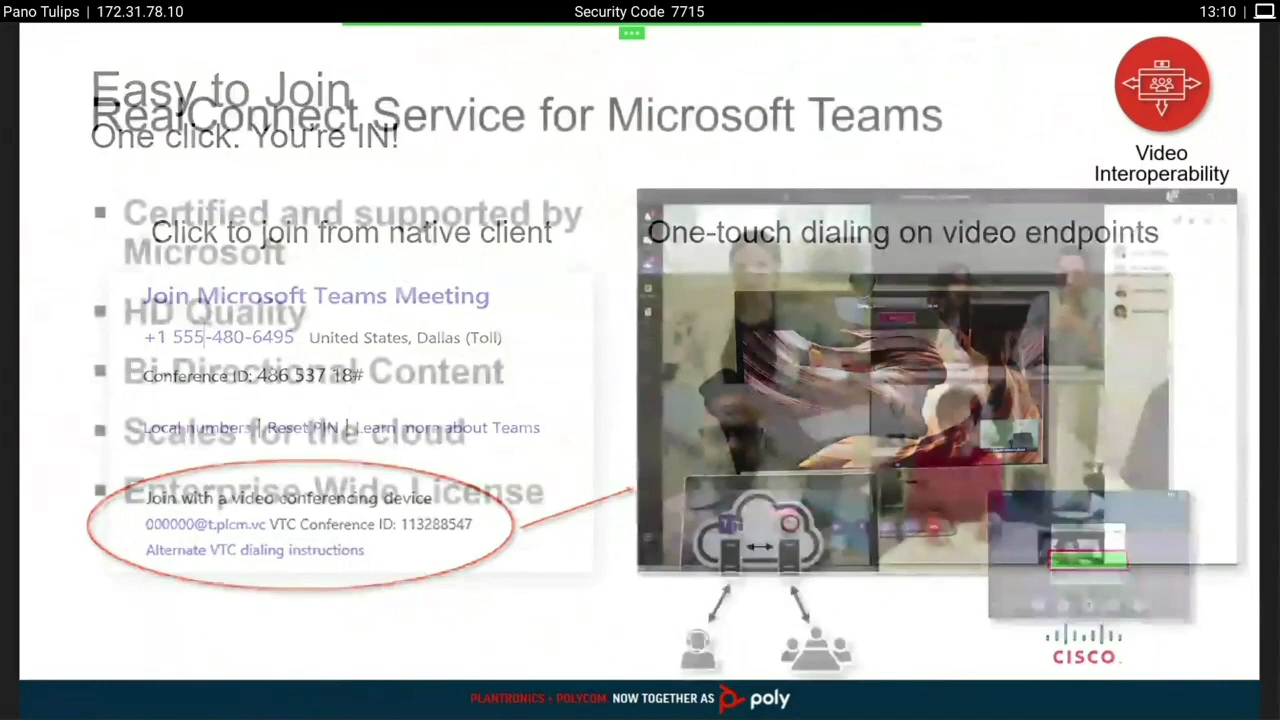 Pano Tulips | 172.31.78.10
Security Code 7715
13:10
Easy to Join
RealConnect Service for Microsoft Teams
One click. You're IN!
Video
Interoperability
Certified and supported by
Microsoft
Click to join from native client
One-touch dialing on video endpoints
Join Microsoft Teams Meeting
HD Quality
+1 555-480-6495 United States, Dallas (Toll)
Conference ID: 486 537 18#
Content
Local numbers | Reset PIN | Learn more about Teams
Scales for the cloud
Enterprise-Wide License
Join with a video conferencing device
000000@t.plcm.vc VTC Conference ID: 113288547
Alternate VTC dialing instructions
CISCO
PLANTRONICS + POLYCOM NOW TOGETHER AS poly